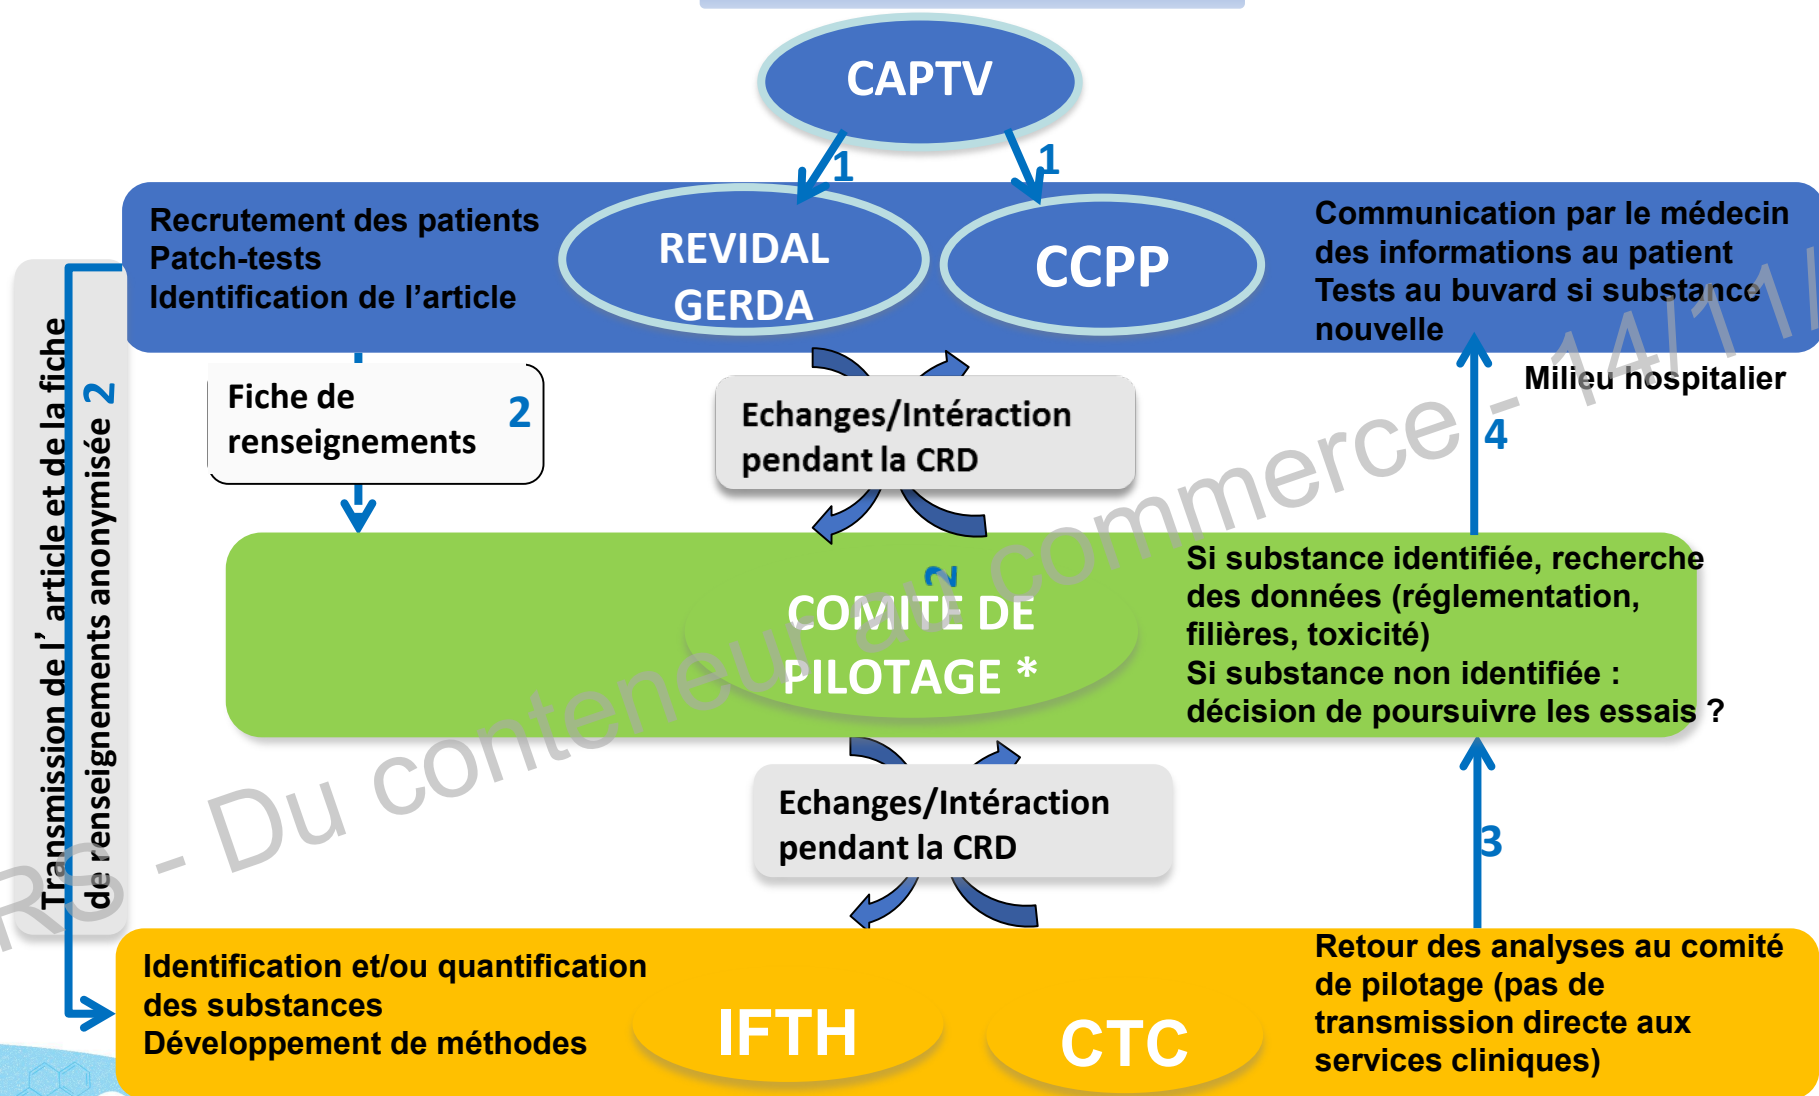 CAPTV
1
1
Recrutement des patients
Patch-tests
Identification de l’article
REVIDAL
GERDA
CCPP
Communication par le médecin
des informations au patient
Tests au buvard si substance
nouvelle
Milieu hospitalier
Transmission de l’ article et de la fiche
de renseignements anonymisée 2
Fiche de
renseignements
2
Echanges/Intéraction
pendant la CRD
4
2
COMITE DE
PILOTAGE *
Si substance identifiée, recherche
des données (réglementation,
filières, toxicité)
Si substance non identifiée :
décision de poursuivre les essais ?
Echanges/Intéraction
pendant la CRD
3
Identification et/ou quantification
des substances
Développement de méthodes
IFTH
CTC
Retour des analyses au comité
de pilotage (pas de
transmission directe aux
services cliniques)
RS - Du conteneur au commerce - 14/11/